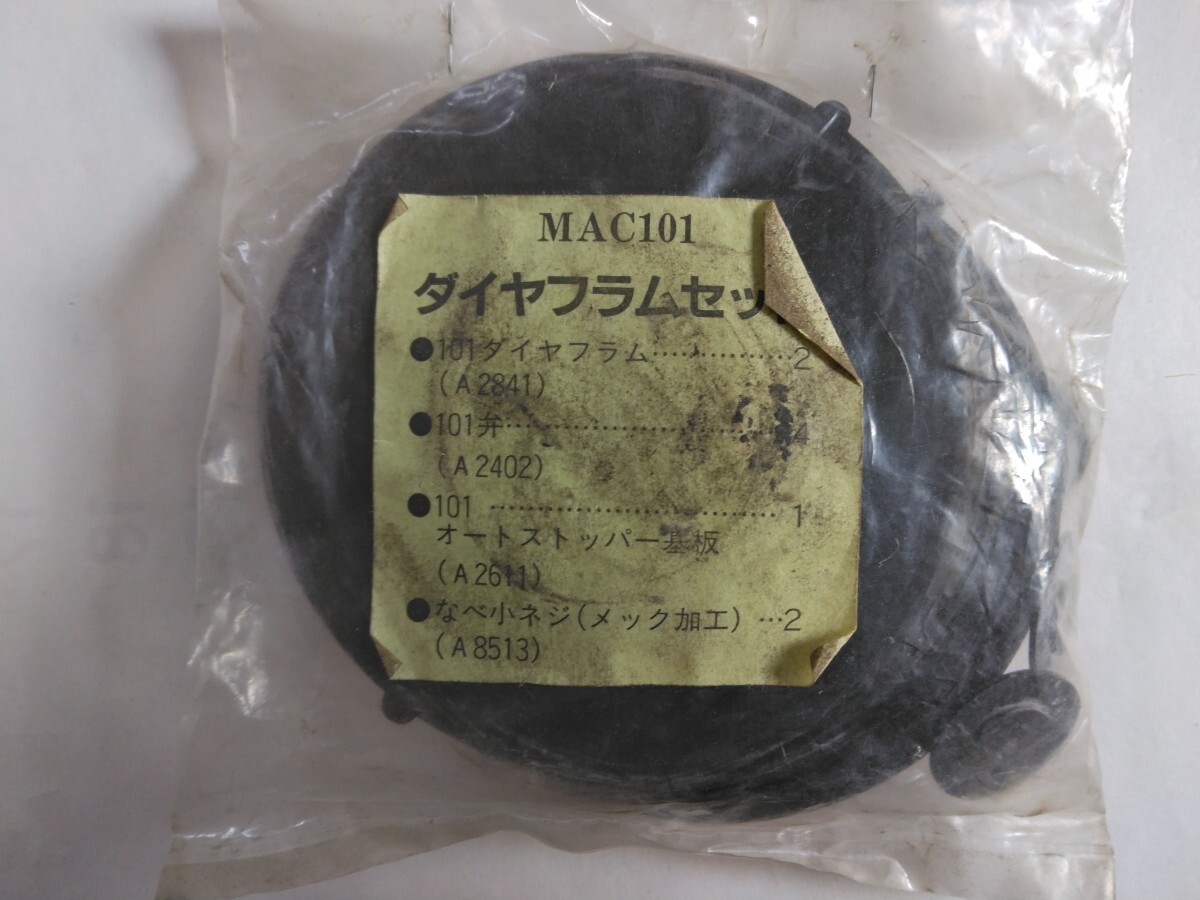 MAC101
ダイヤフラムセッ
●101ダイヤフラム……………2
(A2841)
●101弁…………………………4
(A2402)
●101 …………………………1
オートストッパー基板
(A2611)
●なべ小ネジ(メック加工)…2
(A8513)